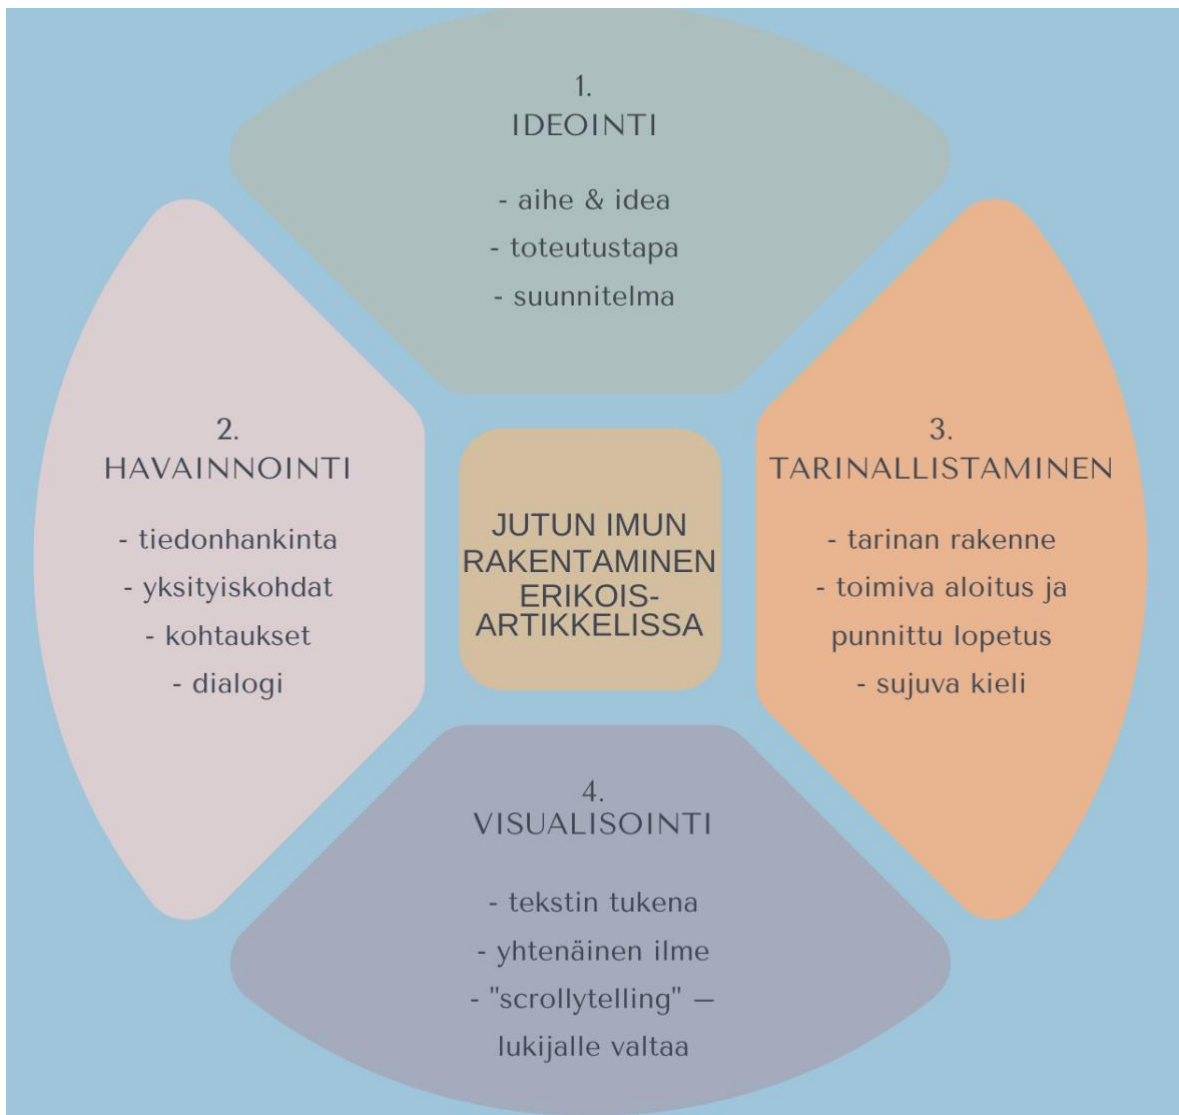 1.
IDEOINTI
- aihe & idea
- toteutustapa
- suunnitelma
2.
HAVAINNOINTI
- tiedonhankinta
- yksityiskohdat
- kohtaukset
- dialogi
JUTUN IMUN
RAKENTAMINEN
ERIKOIS-
ARTIKKELISSA
3.
TARINALLISTAMINEN
- tarinan rakenne
- toimiva aloitus ja
punnittu lopetus
- sujuva kieli
4.
VISUALISOINTI
- tekstin tukena
- yhtenäinen ilme
- "scrollytelling" –
lukijalle valtaa